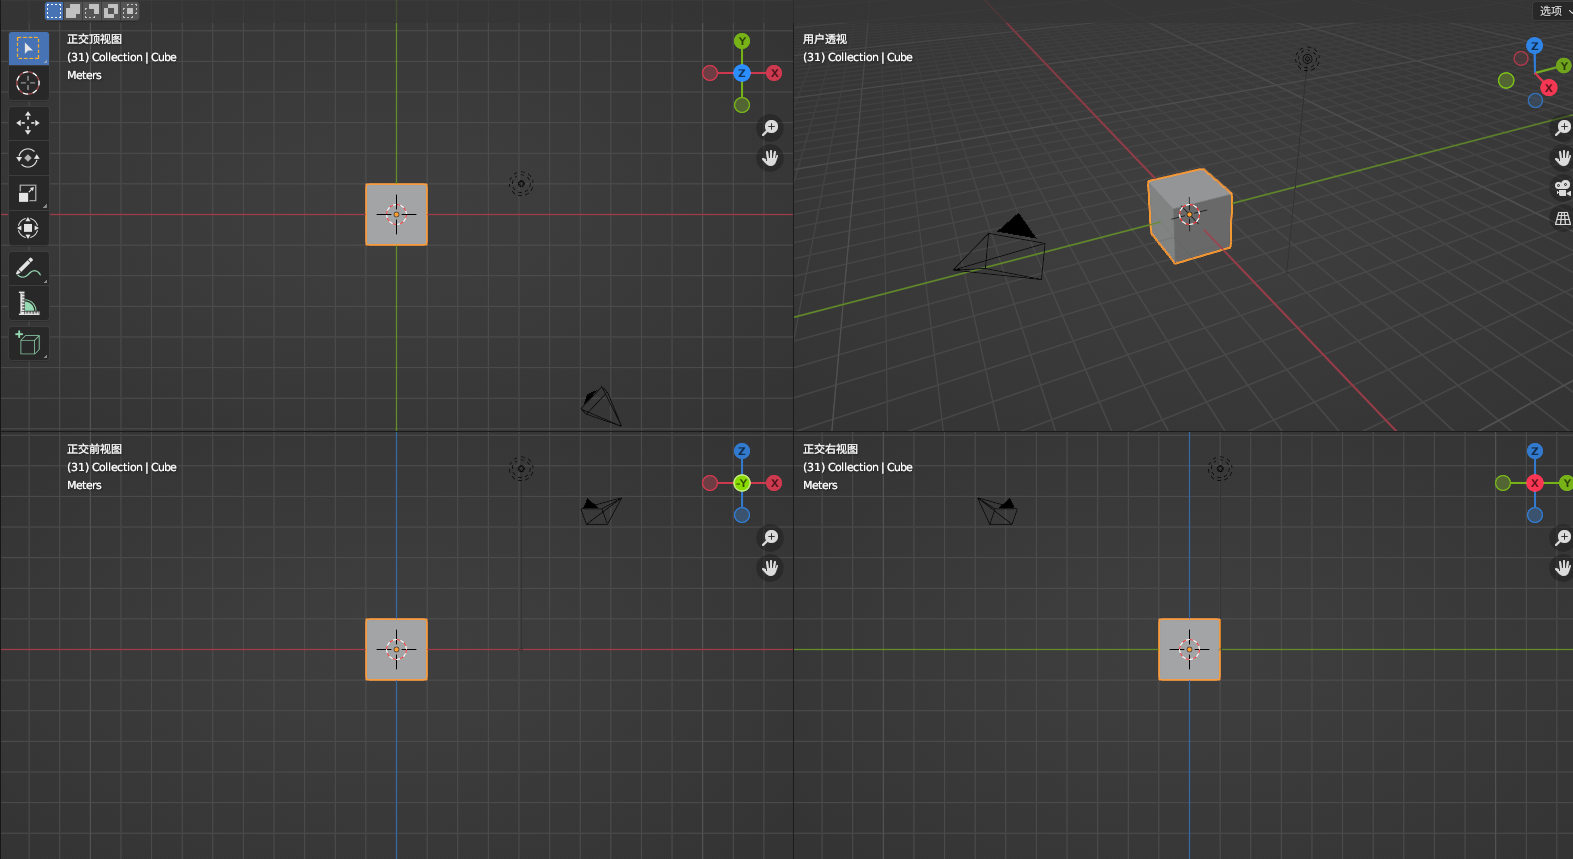 选项
正交顶视图
(31) Collection | Cube
Meters
Y
Z
X
用户透视
(31) Collection | Cube
Z
Y
X
正交前视图
(31) Collection | Cube
Meters
Z
-Y
X
正交右视图
(31) Collection | Cube
Meters
Z
X
Y